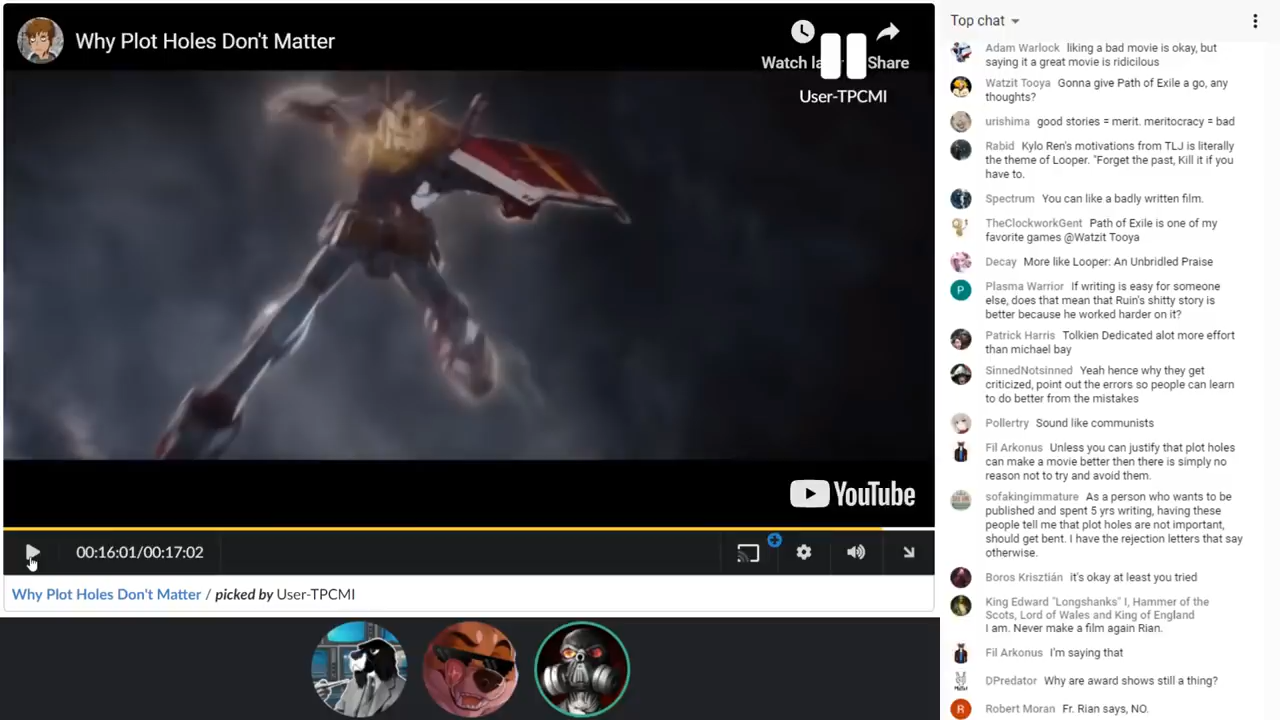 Why Plot Holes Don't Matter
Watch la
Share
User-TPCMI
YouTube
00:16:01/00:17:02
Why Plot Holes Don't Matter / picked by User-TPCMI
Top chat
Adam Warlock liking a bad movie is okay, but
saying it a great movie is ridicilous
Watzit Tooya Gonna give Path of Exile a go, any
thoughts?
urishima good stories = merit. meritocracy = bad
Rabid Kylo Ren's motivations from TLJ is literally
the theme of Looper. "Forget the past, Kill it if you
have to.
Spectrum You can like a badly written film.
TheClockworkGent Path of Exile is one of my
favorite games @Watzit Tooya
Decay More like Looper: An Unbridled Praise
P
Plasma Warrior If writing is easy for someone
else, does that mean that Ruin's shitty story is
better because he worked harder on it?
Patrick Harris Tolkien Dedicated alot more effort
than michael bay
SinnedNotsinned Yeah hence why they get
criticized, point out the errors so people can learn
to do better from the mistakes
Pollertry Sound like communists
Fil Arkonus Unless you can justify that plot holes
can make a movie better then there is simply no
reason not to try and avoid them.
sofakingimmature As a person who wants to be
published and spent 5 yrs writing, having these
people tell me that plot holes are not important,
should get bent. I have the rejection letters that say
otherwise.
Boros Krisztián it's okay at least you tried
King Edward "Longshanks" I, Hammer of the
Scots, Lord of Wales and King of England
I am. Never make a film again Rian.
Fil Arkonus I'm saying that
DPredator Why are award shows still a thing?
R
Robert Moran Fr. Rian says, NO.